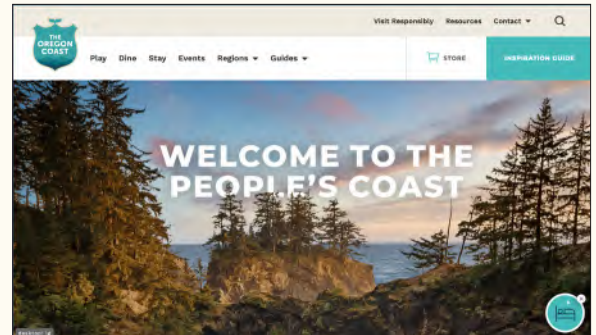 Visit Responsibly Resources Contact
THE
OREGON
COAST
Play Dine Stay Events Regions Guides
STORE
INSPIRATION GUIDE
WELCOME TO THE
PEOPLE'S COAST